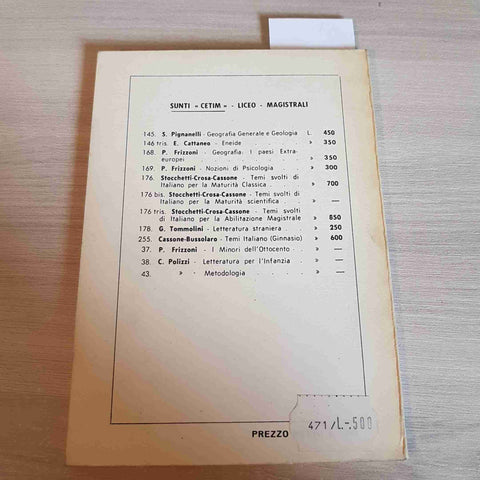 SUNTI « CETIM » - LICEO - MAGISTRALI
145. S. Pignanelli - Geografia Generale e Geologia L. 450
146 tris. E. Cattaneo - Eneide » 350
168. P. Frizzoni - Geografia: I paesi Extra-
europei . . . . . . » 350
169. P. Frizzoni - Nozioni di Psicologia » 300
176. Stocchetti-Crosa-Cassone - Temi svolti di
Italiano per la Maturità Classica . » 700
176 bis. Stocchetti-Crosa-Cassone - Temi svolti di
Italiano per la Maturità scientifica . » —
176 tris. Stocchetti-Crosa-Cassone - Temi svolti
di Italiano per la Abilitazione Magistrale » 850
178. G. Tommolini - Letteratura straniera » 250
255. Cassone-Bussolaro - Temi Italiano (Ginnasio) » 600
37. P. Frizzoni - I Minori dell'Ottocento . » —
38. C. Polizzi - Letteratura per l'Infanzia . » —
43. » » - Metodologia . . » —
471/L-.500
PREZZO